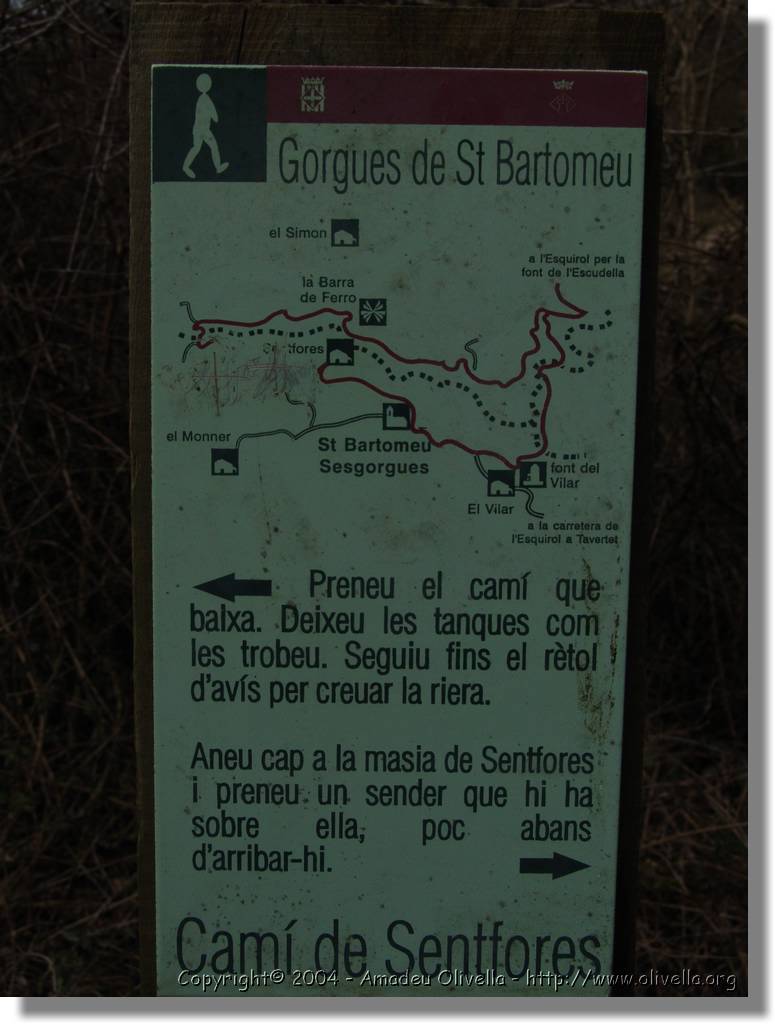 Gorgues de St Bartomeu
el Simon
a l'Esquirol per la
font de l'Escudella
la Barra
de Ferro
el Monner
St Bartomeu
Sesgorgues
font del
Vilar
El Vilar
a la carretera de
l'Esquirol a Tavertet
Preneu el camí que
baixa. Deixeu les tanques com
les trobeu. Seguiu fins el rètol
d'avís per creuar la riera.
Aneu cap a la masia de Sentfores
i preneu un sender que hi ha
sobre ella, poc abans
d'arribar-hi.
Camí de Sentfores
Copyright© 2004 - Amadeu Olivella - http://www.olivella.org